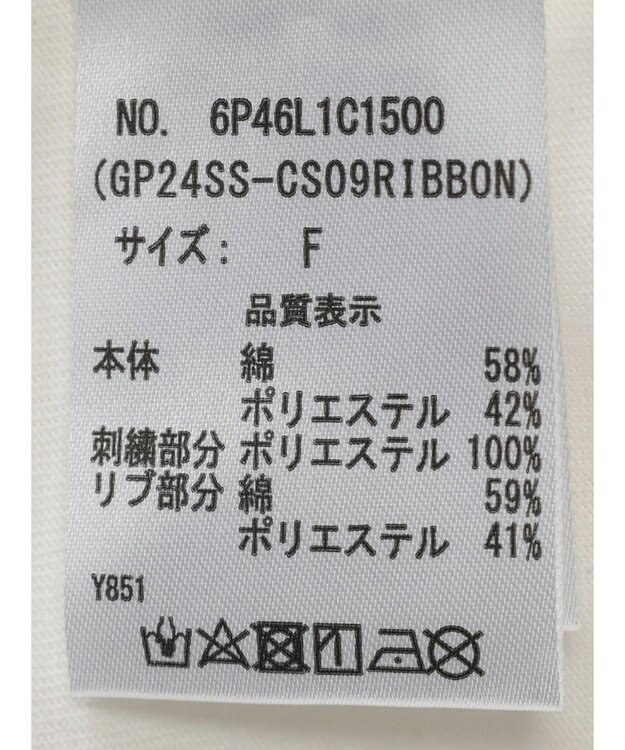 NO. 6P46L1C1500
(GP24SS-CS09RIBBON)
サイズ: F
品質表示
本体 綿 58%
ポリエステル 42%
刺繍部分 ポリエステル 100%
リブ部分 綿 59%
ポリエステル 41%
Y851